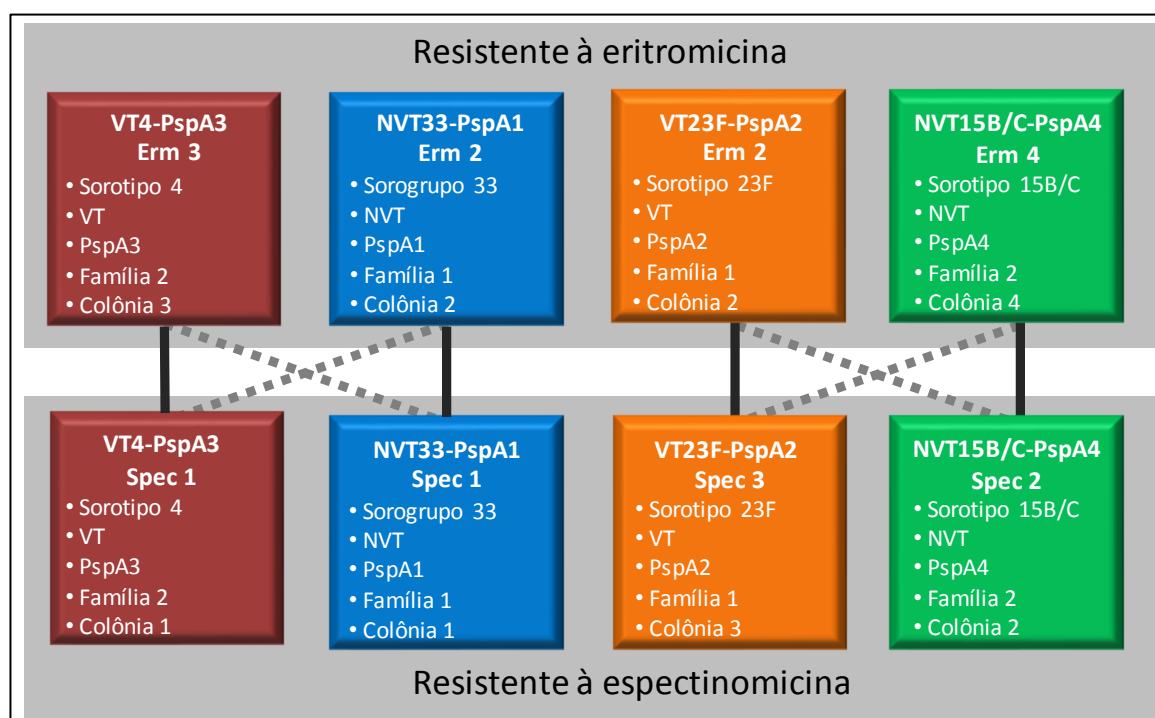 Resistente à eritromicina
VT4-PspA3
Erm 3
• Sorotipo 4
• VT
• PspA3
• Família 2
• Colônia 3
NVT33-PspA1
Erm 2
• Sorogrupo 33
• NVT
• PspA1
• Família 1
• Colônia 2
VT23F-PspA2
Erm 2
• Sorotipo 23F
• VT
• PspA2
• Família 1
• Colônia 2
NVT15B/C-PspA4
Erm 4
• Sorotipo 15B/C
• NVT
• PspA4
• Família 2
• Colônia 4
VT4-PspA3
Spec 1
• Sorotipo 4
• VT
• PspA3
• Família 2
• Colônia 1
NVT33-PspA1
Spec 1
• Sorogrupo 33
• NVT
• PspA1
• Família 1
• Colônia 1
VT23F-PspA2
Spec 3
• Sorotipo 23F
• VT
• PspA2
• Família 1
• Colônia 3
NVT15B/C-PspA4
Spec 2
• Sorotipo 15B/C
• NVT
• PspA4
• Família 2
• Colônia 2
Resistente à espectinomicina